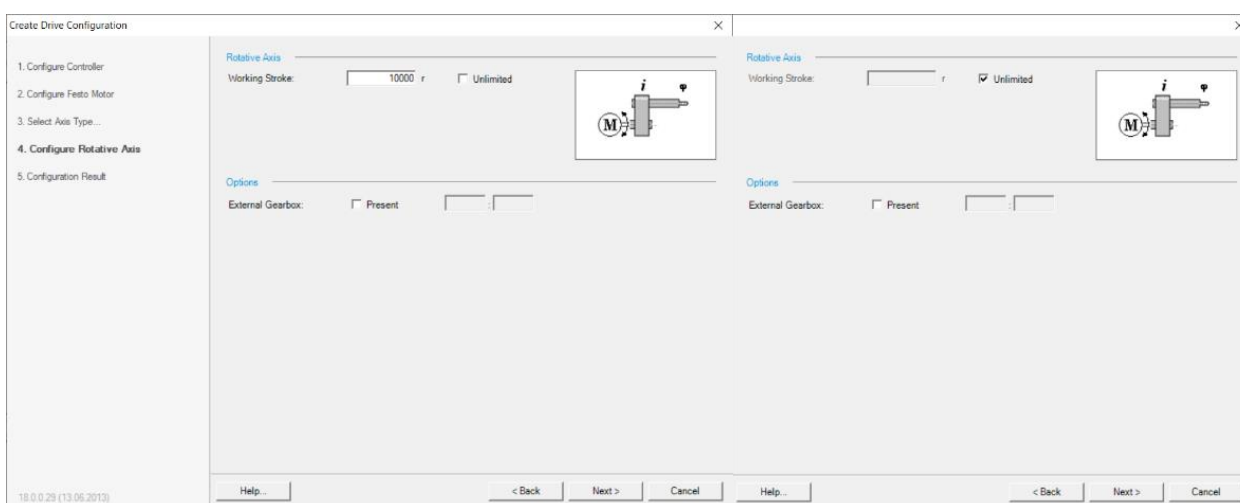 Create Drive Configuration
1. Configure Controller
2. Configure Festo Motor
3. Select Axis Type...
4. Configure Rotative Axis
5. Configuration Result
18.0.0.29 (13.06.2013)
Rotative Axis
Working Stroke: 10000 r Unlimited
i φ
M
Options
External Gearbox: Present :
Help... < Back Next > Cancel
Rotative Axis
Working Stroke: r Unlimited
i φ
M
Options
External Gearbox: Present :
Help... < Back Next > Cancel